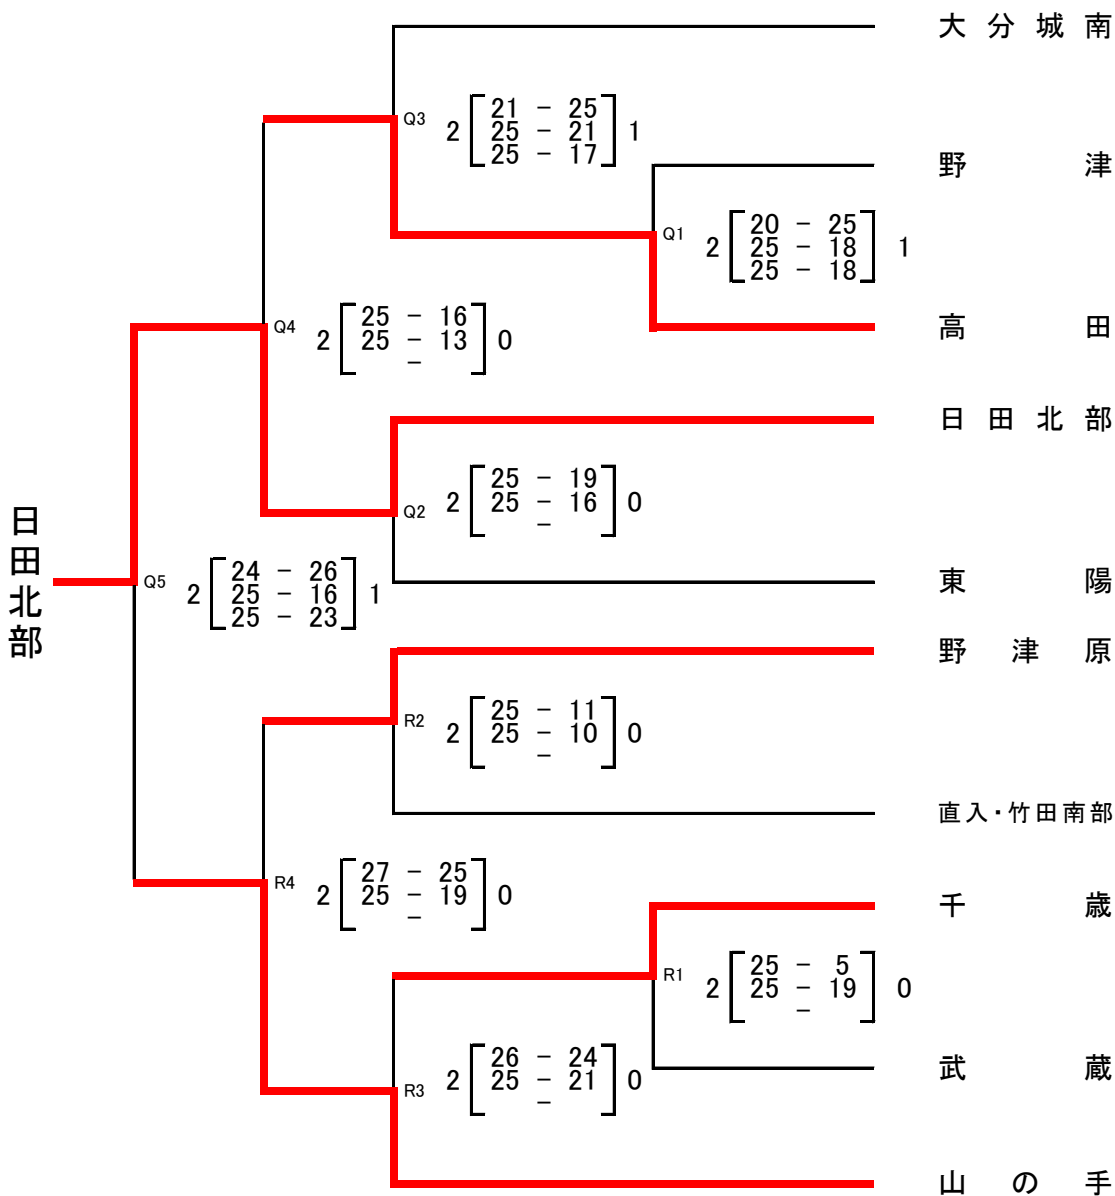 大分城南
Q3
2 21 － 25 1
25 － 21
25 － 17
野津
Q1
2 20 － 25 1
25 － 18
25 － 18
高田
Q4
2 25 － 16 0
25 － 13
－
日田北部
Q2
2 25 － 19 0
25 － 16
－
東陽
日田北部
Q5
2 24 － 26 1
25 － 16
25 － 23
野津原
R2
2 25 － 11 0
25 － 10
－
直入・竹田南部
R4
2 27 － 25 0
25 － 19
－
千歳
R1
2 25 － 5 0
25 － 19
－
武蔵
R3
2 26 － 24 0
25 － 21
－
山の手